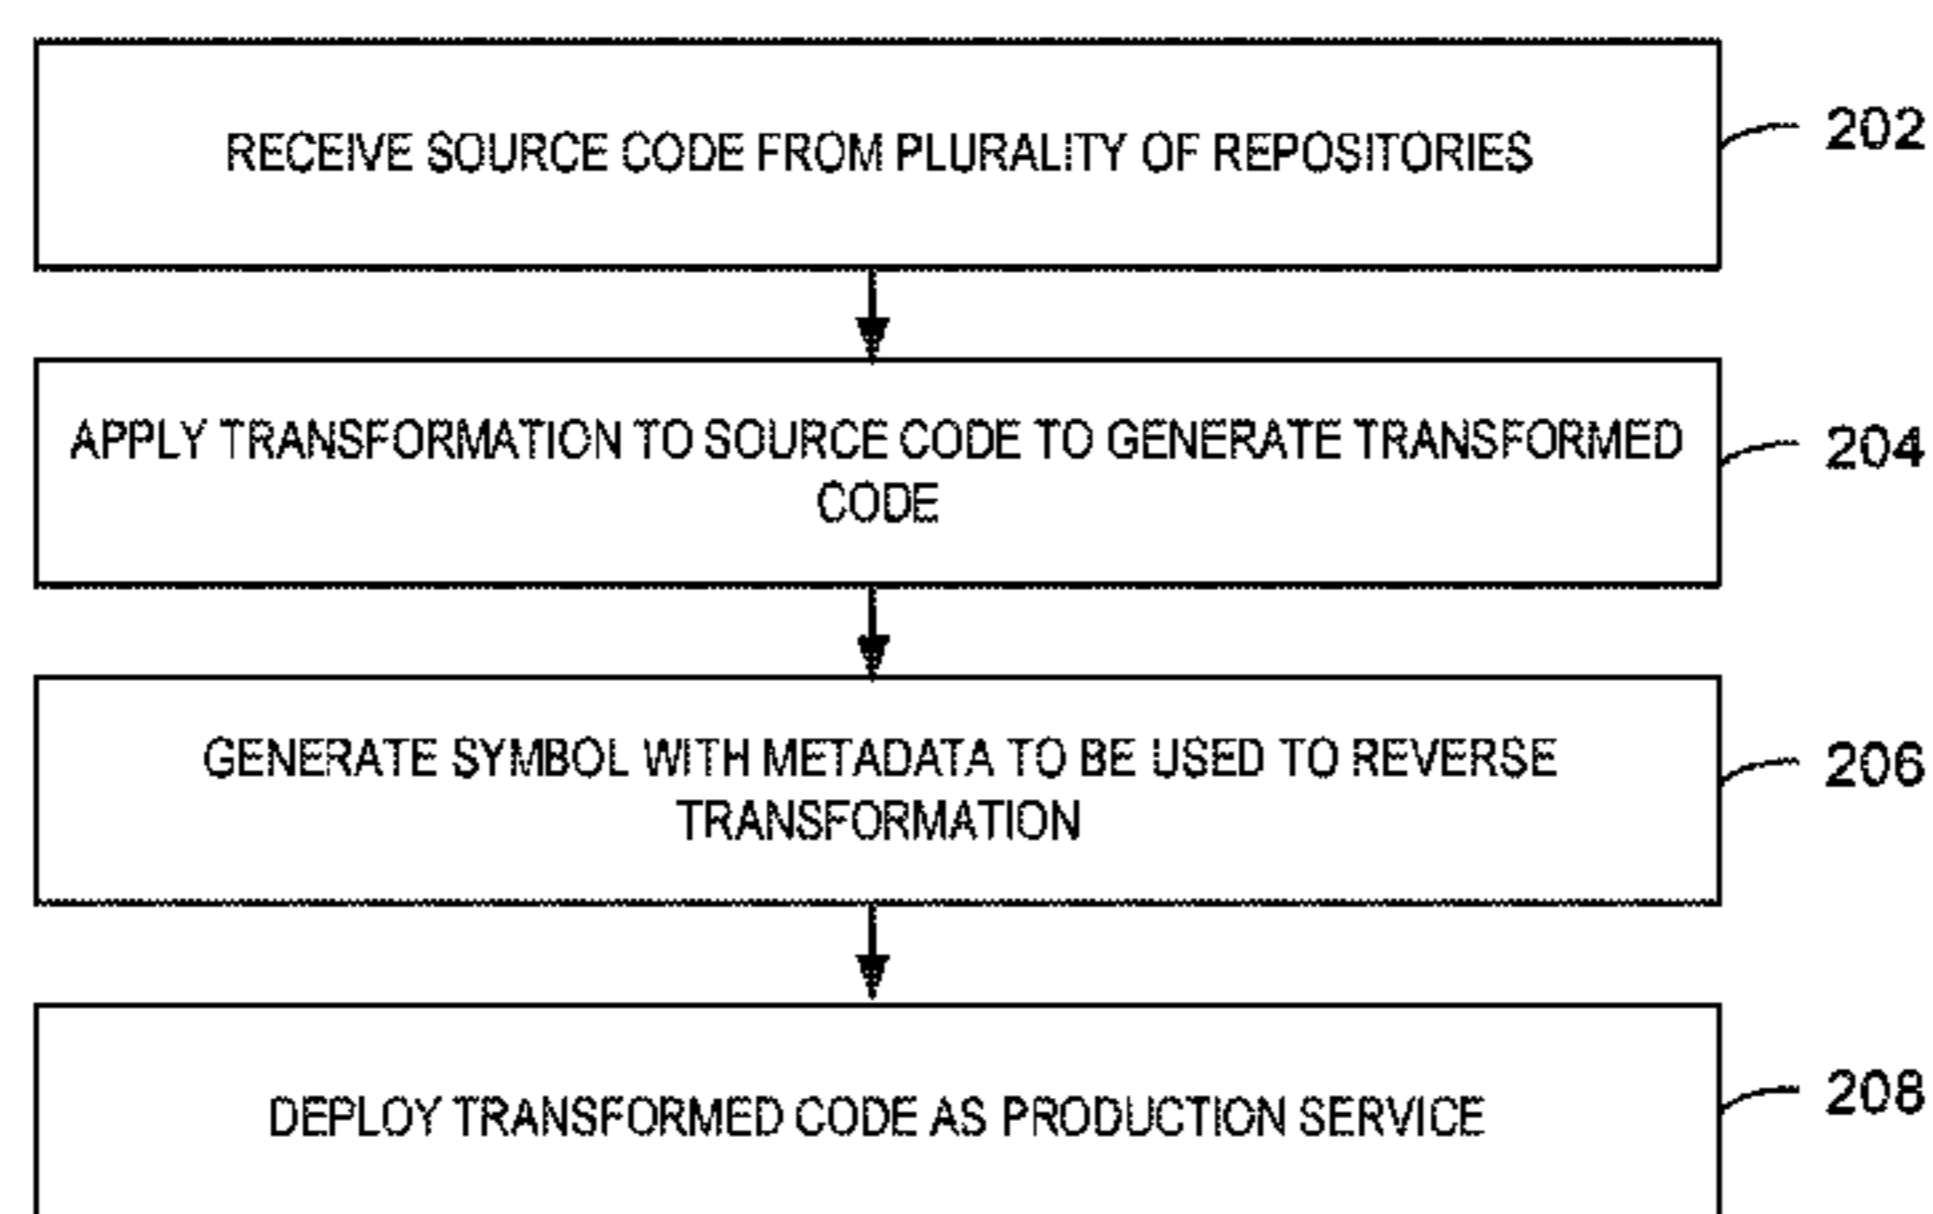 RECEIVE SOURCE CODE FROM PLURALITY OF REPOSITORIES
202
APPLY TRANSFORMATION TO SOURCE CODE TO GENERATE TRANSFORMED
CODE
204
GENERATE SYMBOL WITH METADATA TO BE USED TO REVERSE
TRANSFORMATION
206
DEPLOY TRANSFORMED CODE AS PRODUCTION SERVICE
208